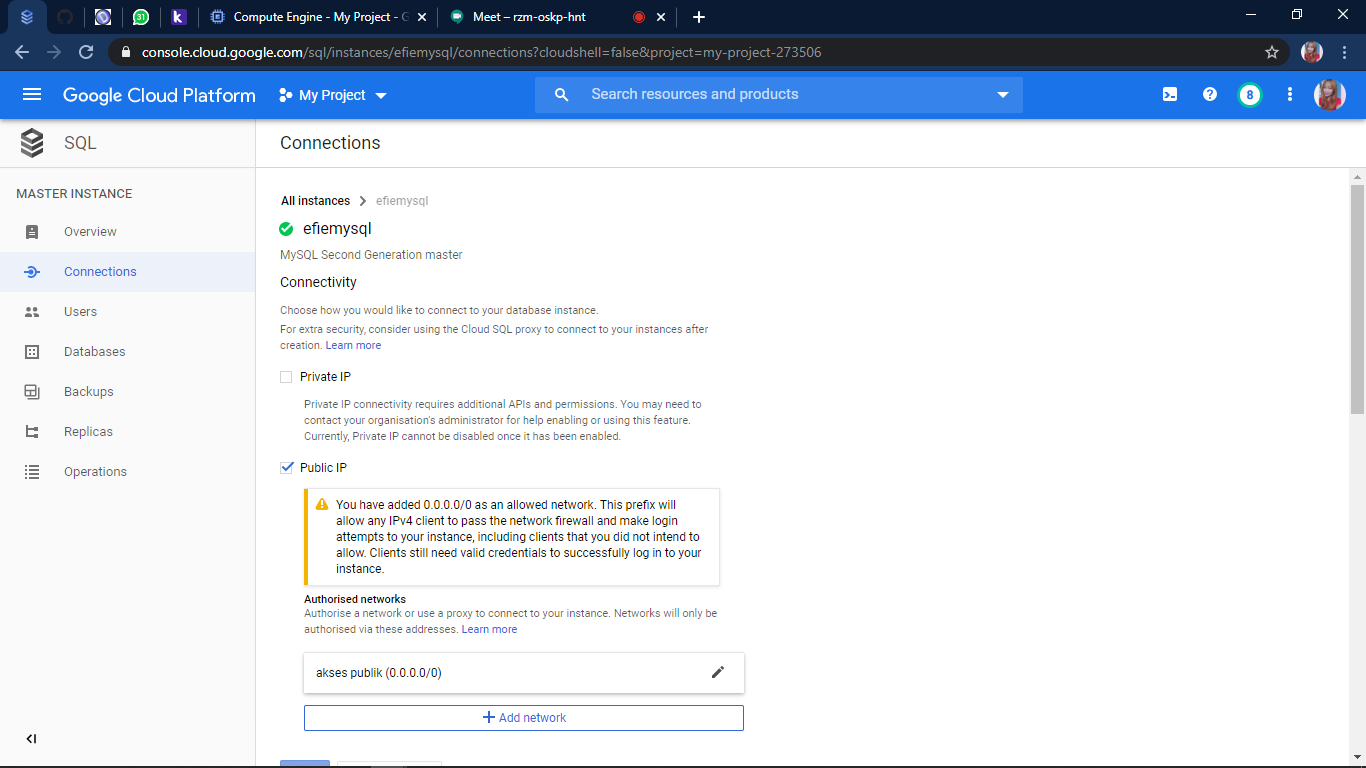 31
k
Compute Engine - My Project - G
Meet – rzm-oskp-hnt
console.cloud.google.com/sql/instances/efiemysql/connections?cloudshell=false&project=my-project-273506
Google Cloud Platform
My Project
Search resources and products
8
SQL
Connections
MASTER INSTANCE
Overview
Connections
Users
Databases
Backups
Replicas
Operations
All instances
efiemysql
efiemysql
MySQL Second Generation master
Connectivity
Choose how you would like to connect to your database instance.
For extra security, consider using the Cloud SQL proxy to connect to your instances after
creation. Learn more
Private IP
Private IP connectivity requires additional APIs and permissions. You may need to
contact your organisation's administrator for help enabling or using this feature.
Currently, Private IP cannot be disabled once it has been enabled.
Public IP
You have added 0.0.0.0/0 as an allowed network. This prefix will
allow any IPv4 client to pass the network firewall and make login
attempts to your instance, including clients that you did not intend to
allow. Clients still need valid credentials to successfully log in to your
instance.
Authorised networks
Authorise a network or use a proxy to connect to your instance. Networks will only be
authorised via these addresses. Learn more
akses publik (0.0.0.0/0)
Add network